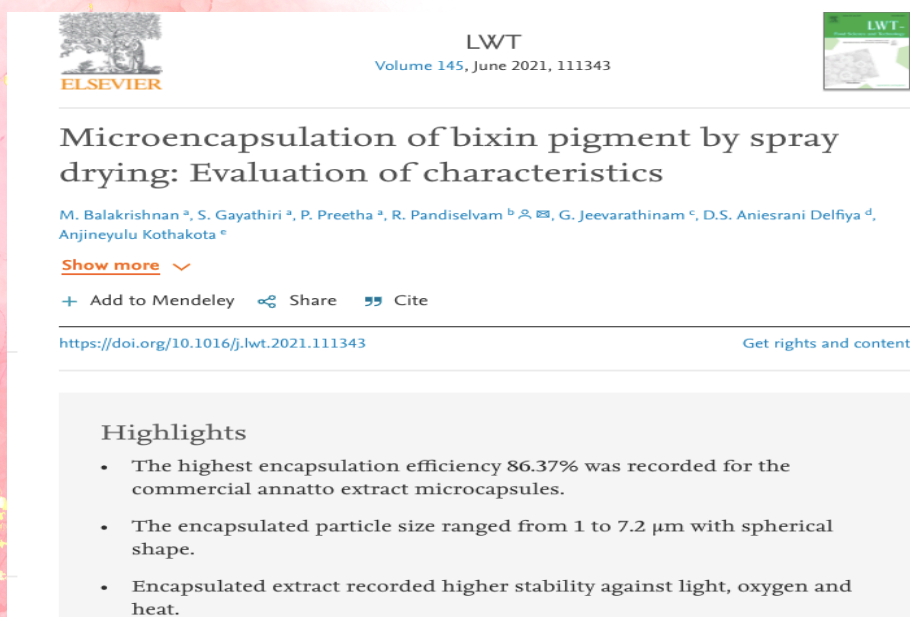 ELSEVIER
LWT
Volume 145, June 2021, 111343
LWT-
Microencapsulation of bixin pigment by spray
drying: Evaluation of characteristics
M. Balakrishnan a, S. Gayathiri a, P. Preetha a, R. Pandiselvam b, G. Jeevarathinam c, D.S. Aniesrani Delfiya d,
Anjineyulu Kothakota e
Show more
+ Add to Mendeley Share Cite
https://doi.org/10.1016/j.lwt.2021.111343 Get rights and content
Highlights
• The highest encapsulation efficiency 86.37% was recorded for the
commercial annatto extract microcapsules.
• The encapsulated particle size ranged from 1 to 7.2 μm with spherical
shape.
• Encapsulated extract recorded higher stability against light, oxygen and
heat.